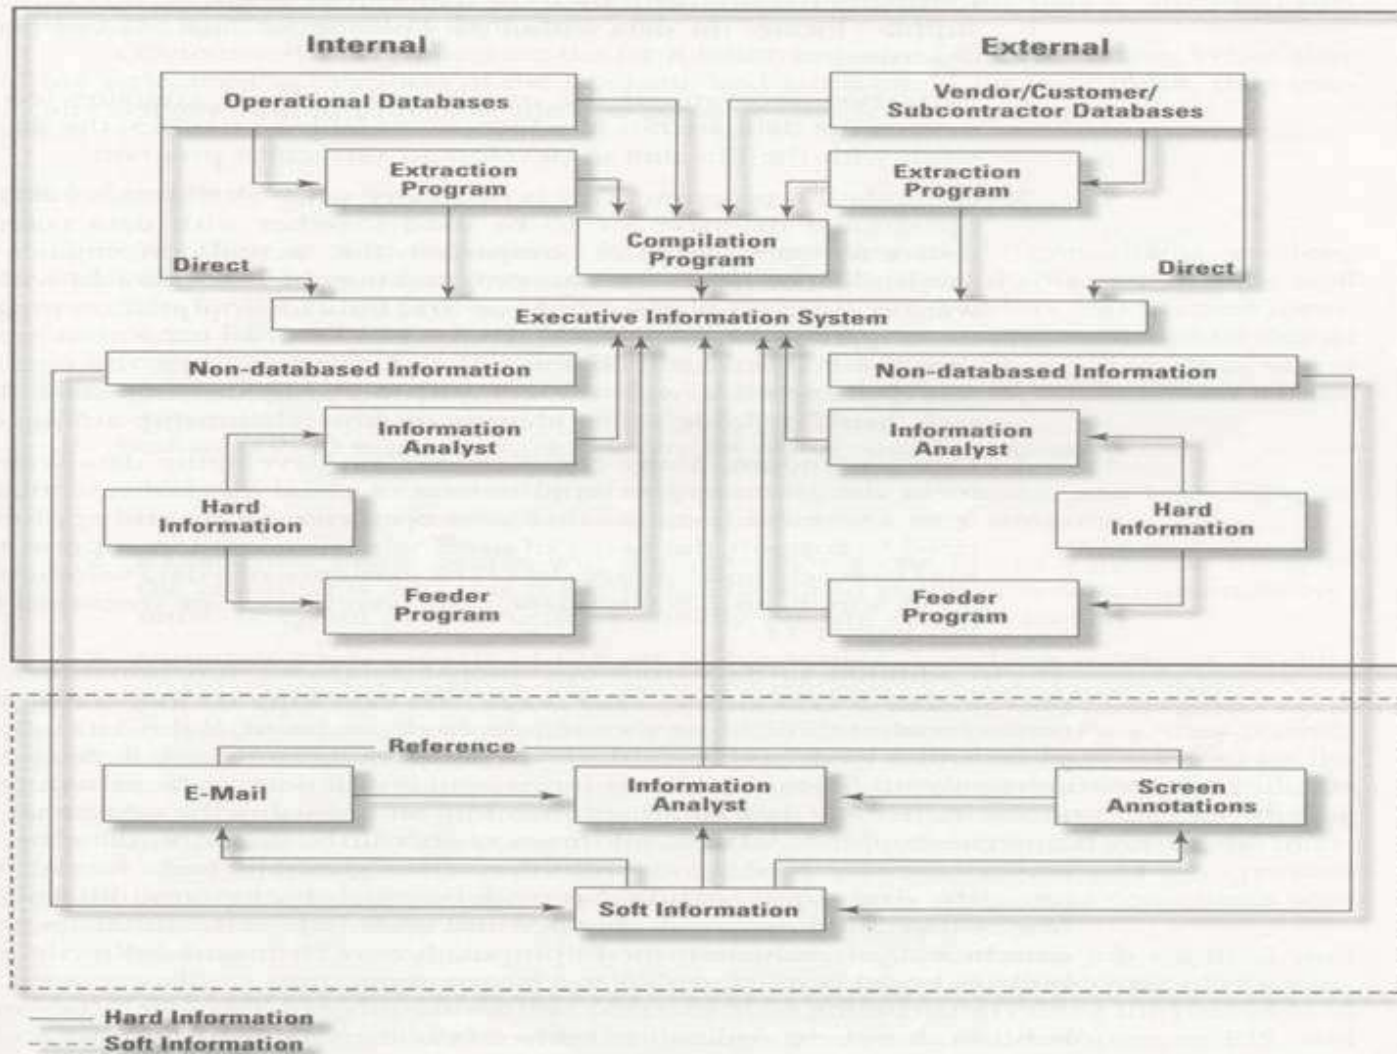 Internal
External
Operational Databases
Vendor/Customer/
Subcontractor Databases
Extraction
Program
Extraction
Program
Compilation
Program
Direct
Direct
Executive Information System
Non-databased Information
Non-databased Information
Information
Analyst
Information
Analyst
Hard
Information
Hard
Information
Feeder
Program
Feeder
Program
Reference
E-Mail
Information
Analyst
Screen
Annotations
Soft Information
Hard Information
Soft Information